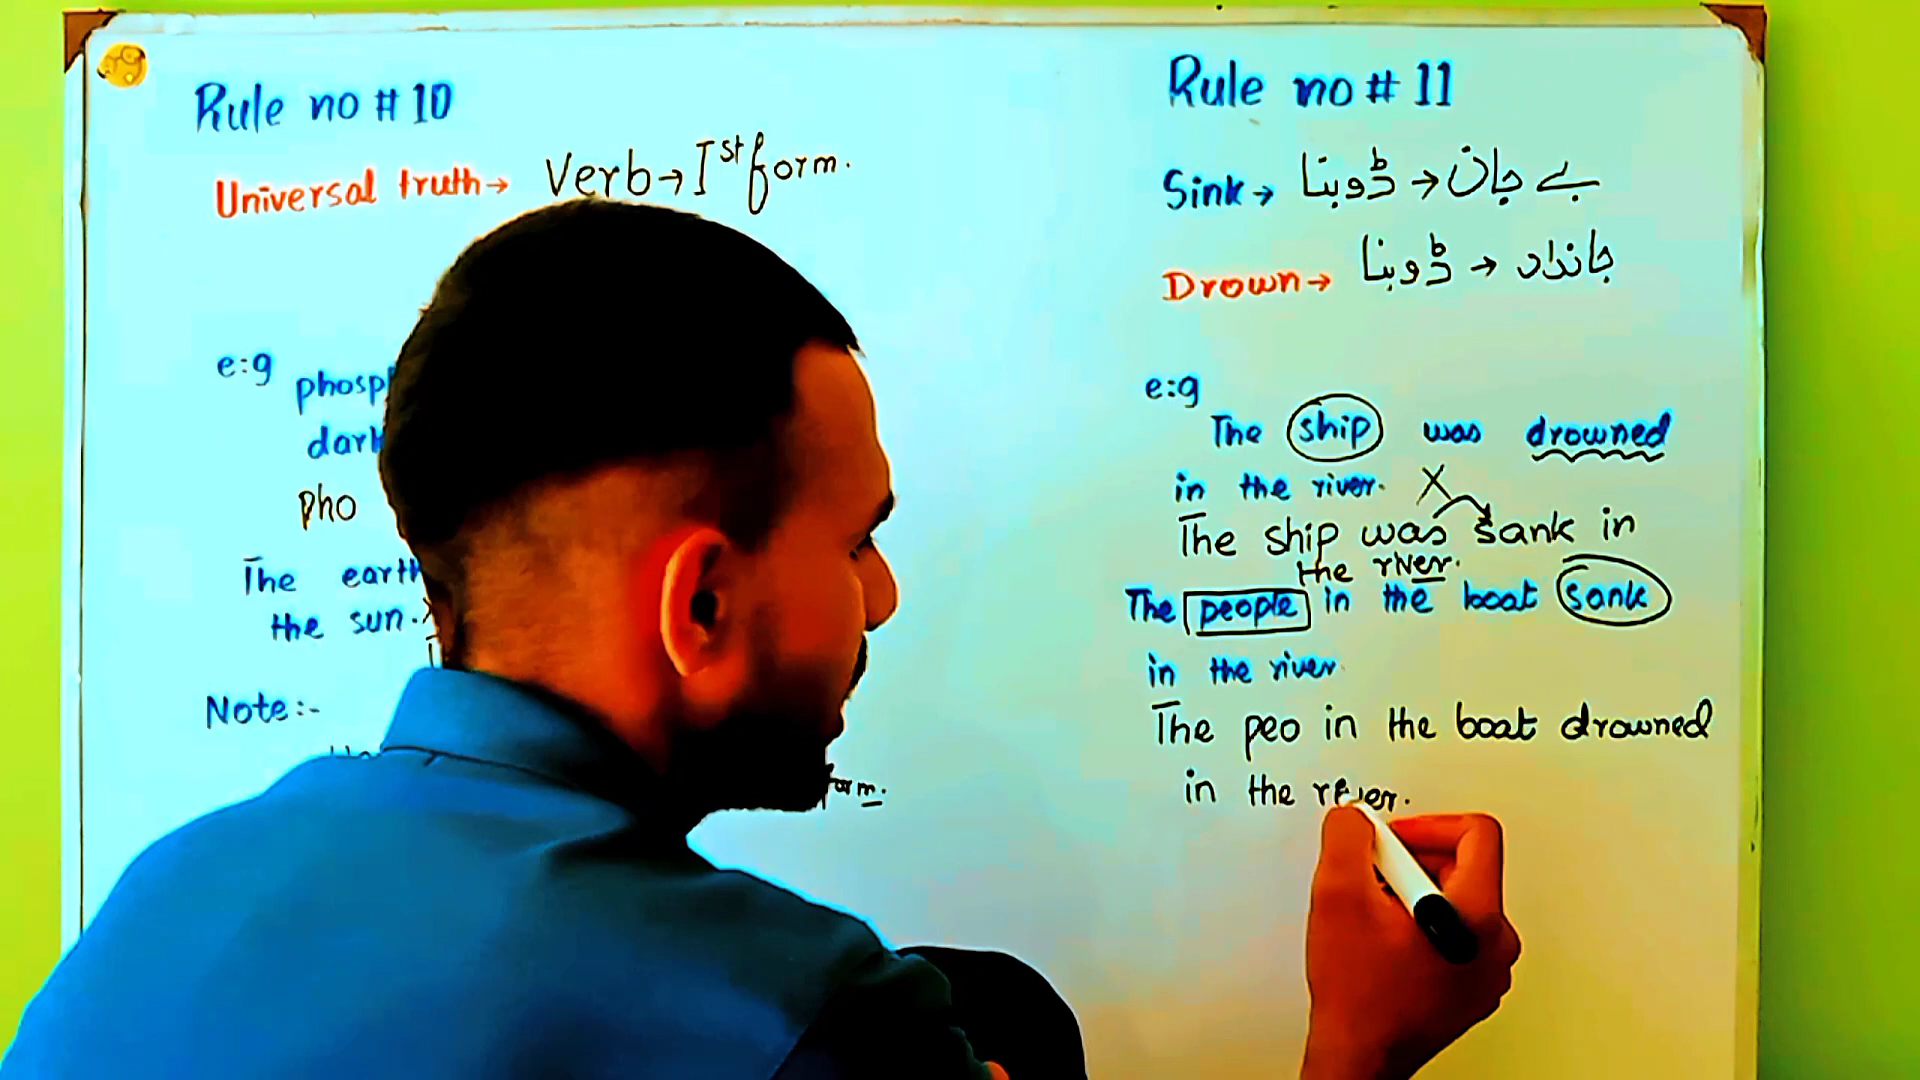 Rule no # 10
Universal truth → Verb → Ist form.
e:g phosp
dark
pho
The earth
the sun.
Note:-
form.
Rule no # 11
Sink → بے جان → ڈوبنا
Drown → جاندار → ڈوبنا
e:g
The ship was drowned
in the river. X
The ship was sank in
the river.
The people in the boat sank
in the river.
The peo in the boat drowned
in the river.